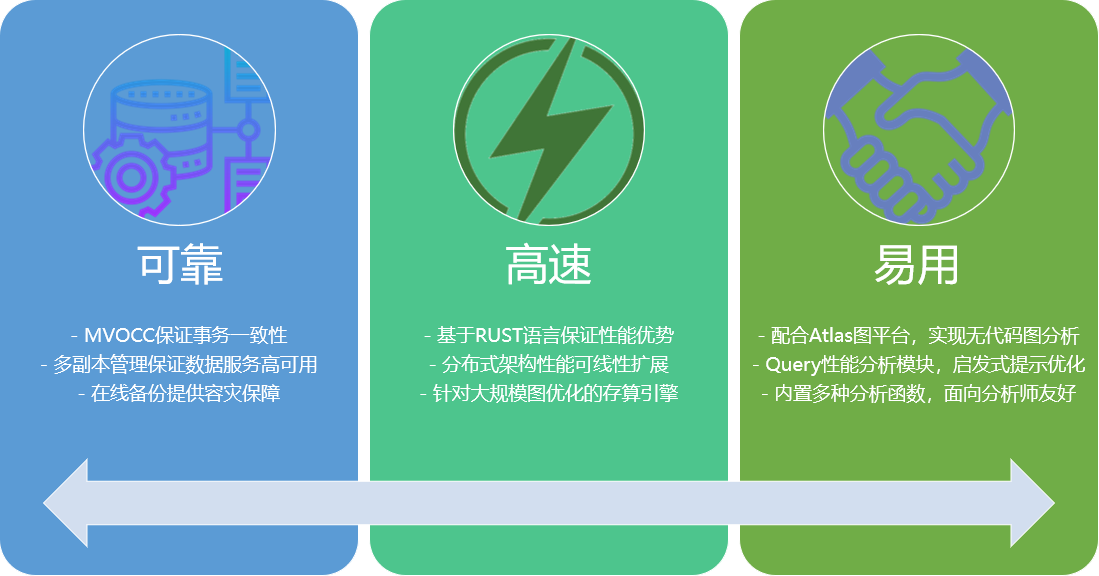 可靠
- MVOCC保证事务一致性
- 多副本管理保证数据服务高可用
- 在线备份提供容灾保障
高速
- 基于RUST语言保证性能优势
- 分布式架构性能可线性扩展
- 针对大规模图优化的存算引擎
易用
- 配合Atlas图平台，实现无代码图分析
- Query性能分析模块，启发式提示优化
- 内置多种分析函数，面向分析师友好